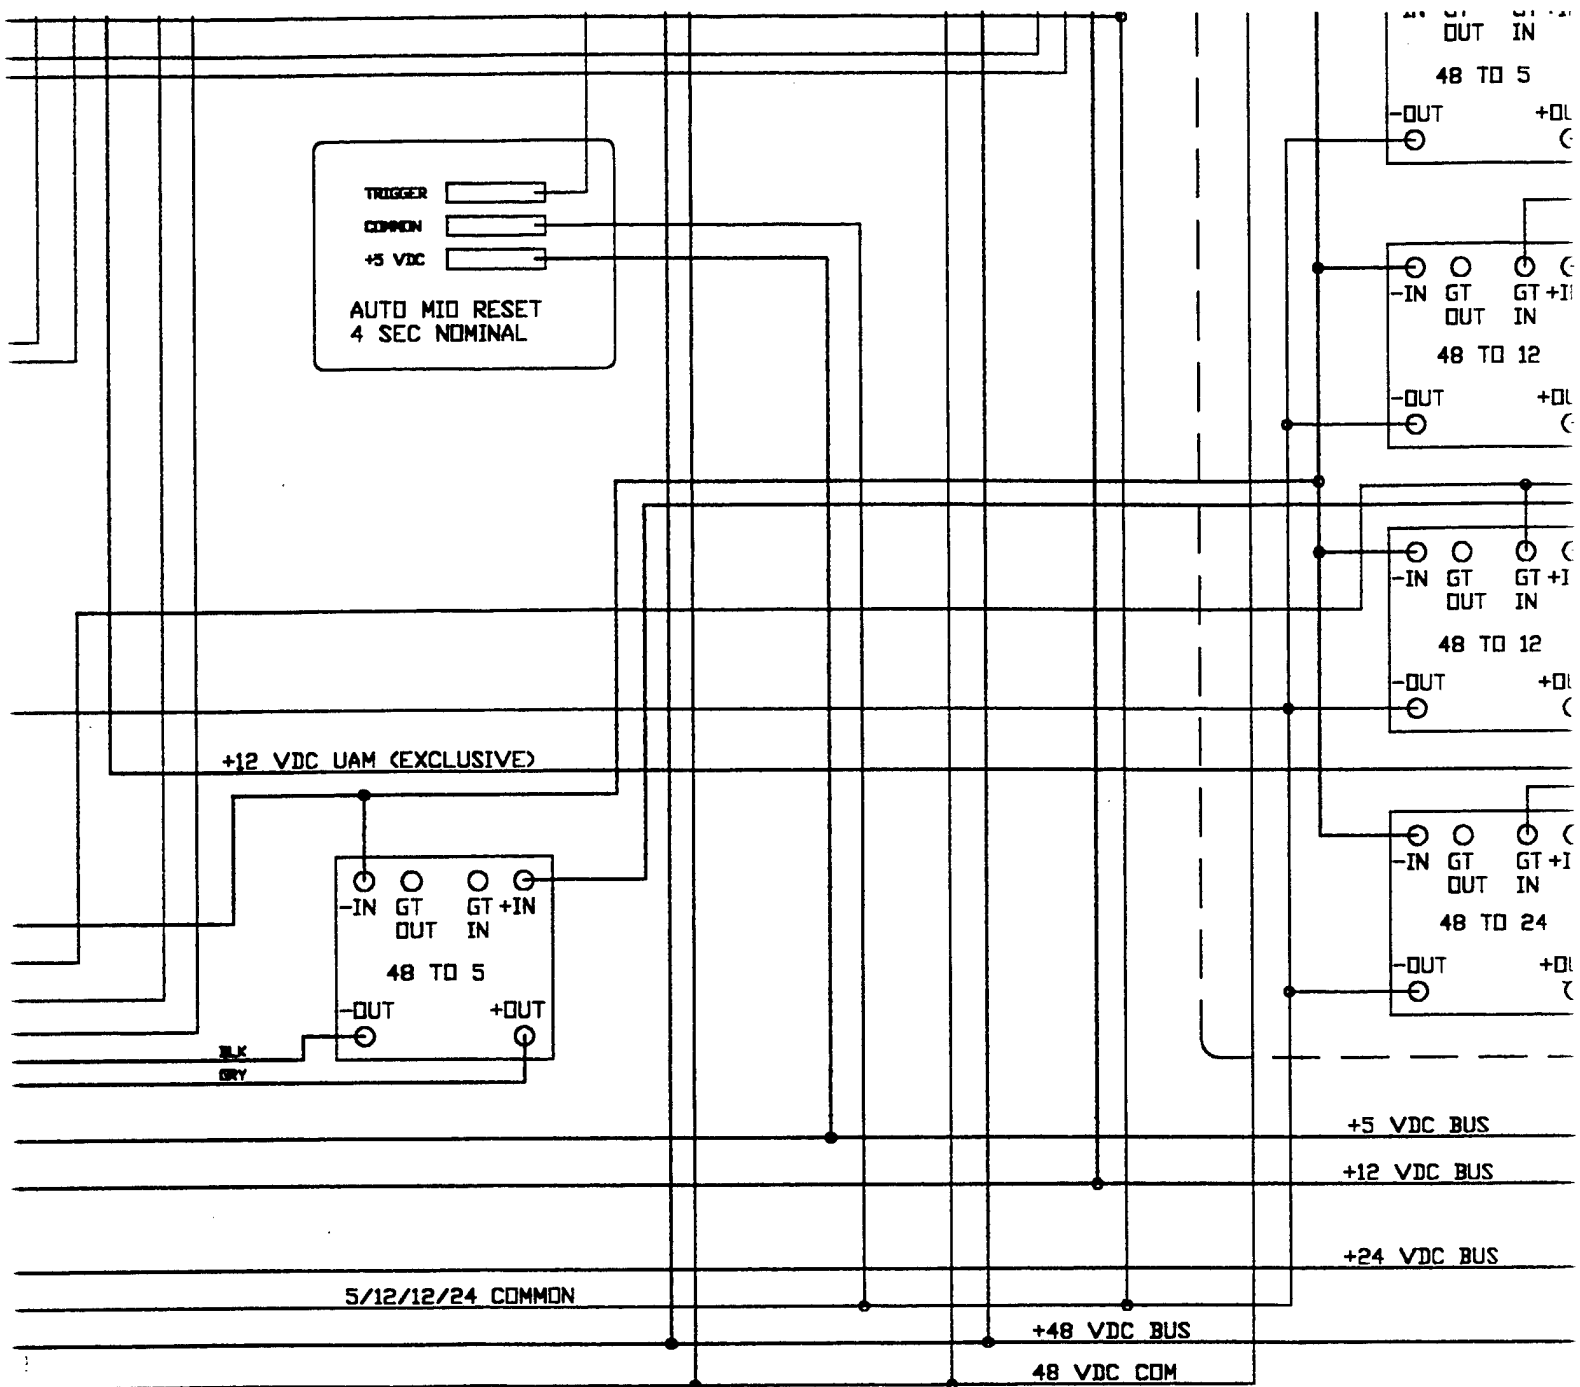 OUT IN
48 TO 5
-OUT
TRIGGER
COMMON
+5 VDC
AUTO MIO RESET
4 SEC NOMINAL
-IN GT GT
OUT IN
48 TO 12
-OUT
-IN GT GT
OUT IN
48 TO 12
-OUT
+12 VDC UAM (EXCLUSIVE)
-IN GT GT
OUT IN
48 TO 24
-OUT
-IN GT GT +IN
OUT IN
48 TO 5
-OUT +OUT
BLK
GRY
+5 VDC BUS
+12 VDC BUS
+24 VDC BUS
5/12/12/24 COMMON
+48 VDC BUS
48 VDC COM